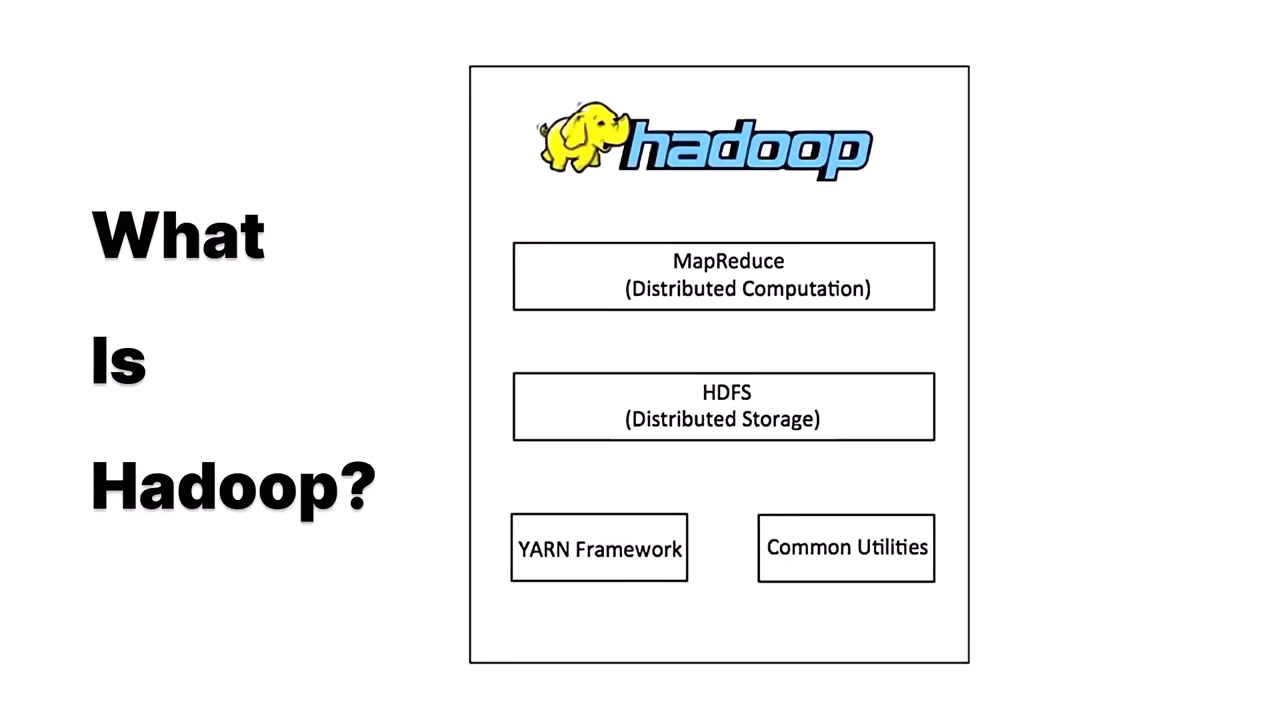 What
Is
Hadoop?
hadoop
MapReduce
(Distributed Computation)
HDFS
(Distributed Storage)
YARN Framework
Common Utilities